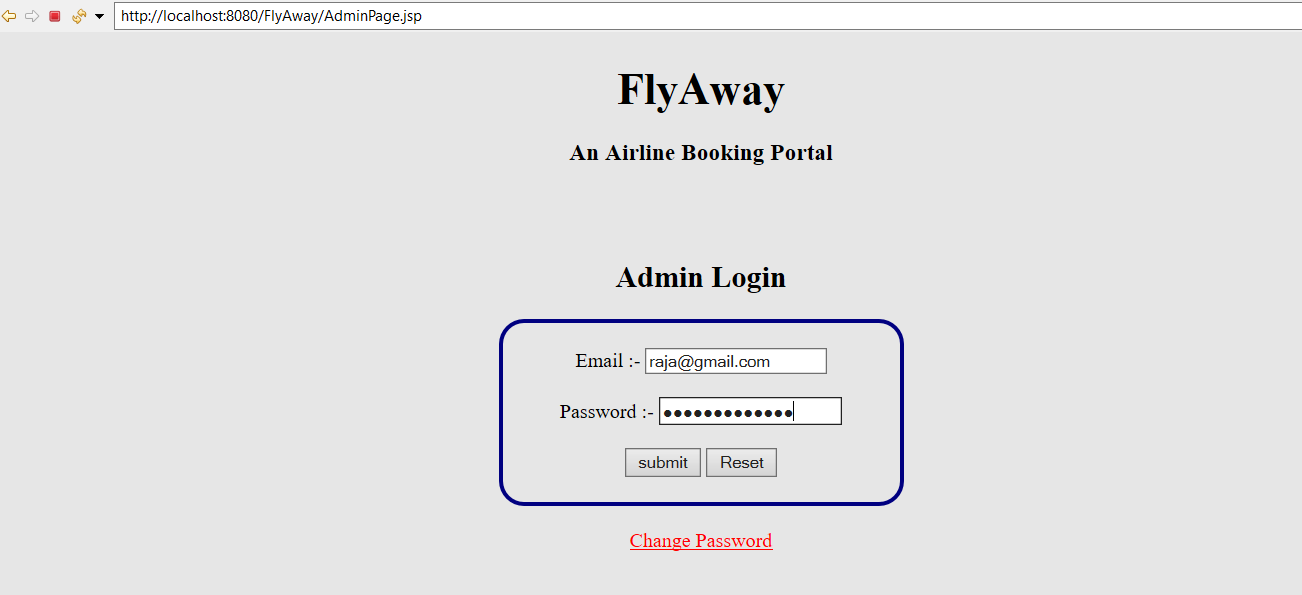 http://localhost:8080/FlyAway/AdminPage.jsp
FlyAway
An Airline Booking Portal
Admin Login
Email :- raja@gmail.com
Password :- ●●●●●●●●●●●●●
submit Reset
Change Password